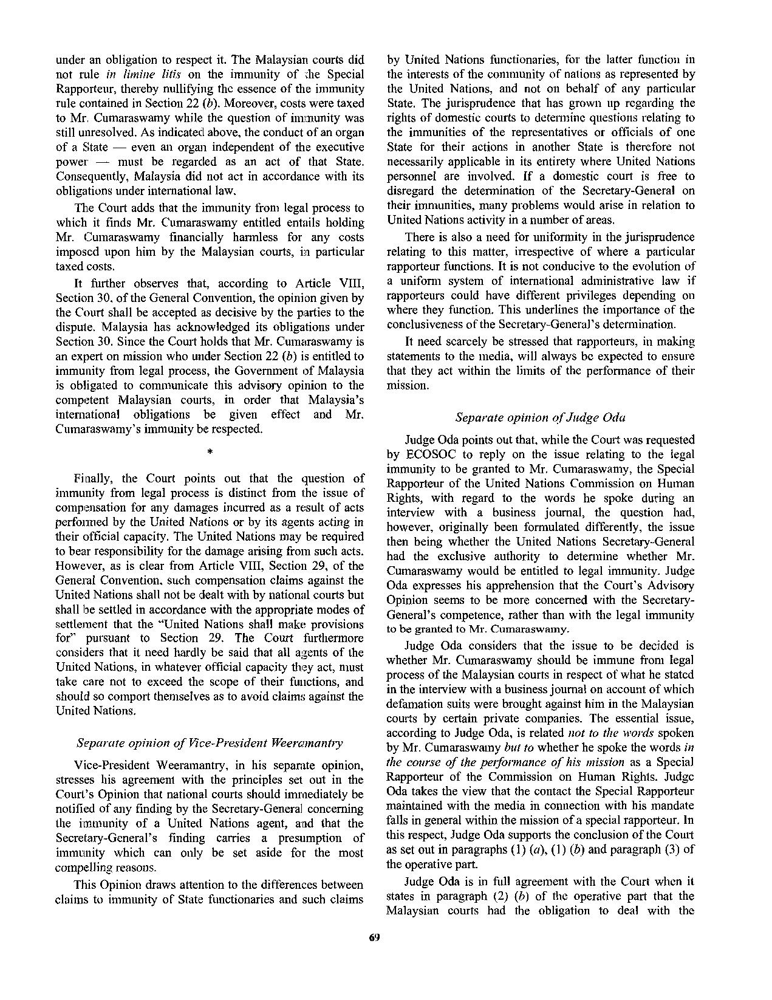 under an obligation to respect it. The Malaysian courts did
not rule in limine litis on the immunity of the Special
Rapporteur, thereby nullifying the essence of the immunity
rule contained in Section 22 (b). Moreover, costs were taxed
to Mr. Cumaraswamy while the question of immunity was
still unresolved. As indicated above, the conduct of an organ
of a State — even an organ independent of the executive
power — must be regarded as an act of that State.
Consequently, Malaysia did not act in accordance with its
obligations under international law.
The Court adds that the immunity from legal process to
which it finds Mr. Cumaraswamy entitled entails holding
Mr. Cumaraswamy financially harmless for any costs
imposed upon him by the Malaysian courts, in particular
taxed costs.
It further observes that, according to Article VIII,
Section 30, of the General Convention, the opinion given by
the Court shall be accepted as decisive by the parties to the
dispute. Malaysia has acknowledged its obligations under
Section 30. Since the Court holds that Mr. Cumaraswamy is
an expert on mission who under Section 22 (b) is entitled to
immunity from legal process, the Government of Malaysia
is obligated to communicate this advisory opinion to the
competent Malaysian courts, in order that Malaysia's
international obligations be given effect and Mr.
Cumaraswamy's immunity be respected.
*
Finally, the Court points out that the question of
immunity from legal process is distinct from the issue of
compensation for any damages incurred as a result of acts
performed by the United Nations or by its agents acting in
their official capacity. The United Nations may be required
to bear responsibility for the damage arising from such acts.
However, as is clear from Article VIII, Section 29, of the
General Convention, such compensation claims against the
United Nations shall not be dealt with by national courts but
shall be settled in accordance with the appropriate modes of
settlement that the "United Nations shall make provisions
for" pursuant to Section 29. The Court furthermore
considers that it need hardly be said that all agents of the
United Nations, in whatever official capacity they act, must
take care not to exceed the scope of their functions, and
should so comport themselves as to avoid claims against the
United Nations.
Separate opinion of Vice-President Weeramantry
Vice-President Weeramantry, in his separate opinion,
stresses his agreement with the principles set out in the
Court's Opinion that national courts should immediately be
notified of any finding by the Secretary-General concerning
the immunity of a United Nations agent, and that the
Secretary-General's finding carries a presumption of
immunity which can only be set aside for the most
compelling reasons.
This Opinion draws attention to the differences between
claims to immunity of State functionaries and such claims
by United Nations functionaries, for the latter function in
the interests of the community of nations as represented by
the United Nations, and not on behalf of any particular
State. The jurisprudence that has grown up regarding the
rights of domestic courts to determine questions relating to
the immunities of the representatives or officials of one
State for their actions in another State is therefore not
necessarily applicable in its entirety where United Nations
personnel are involved. If a domestic court is free to
disregard the determination of the Secretary-General on
their immunities, many problems would arise in relation to
United Nations activity in a number of areas.
There is also a need for uniformity in the jurisprudence
relating to this matter, irrespective of where a particular
rapporteur functions. It is not conducive to the evolution of
a uniform system of international administrative law if
rapporteurs could have different privileges depending on
where they function. This underlines the importance of the
conclusiveness of the Secretary-General's determination.
It need scarcely be stressed that rapporteurs, in making
statements to the media, will always be expected to ensure
that they act within the limits of the performance of their
mission.
Separate opinion of Judge Oda
Judge Oda points out that, while the Court was requested
by ECOSOC to reply on the issue relating to the legal
immunity to be granted to Mr. Cumaraswamy, the Special
Rapporteur of the United Nations Commission on Human
Rights, with regard to the words he spoke during an
interview with a business journal, the question had,
however, originally been formulated differently, the issue
then being whether the United Nations Secretary-General
had the exclusive authority to determine whether Mr.
Cumaraswamy would be entitled to legal immunity. Judge
Oda expresses his apprehension that the Court's Advisory
Opinion seems to be more concerned with the Secretary-
General's competence, rather than with the legal immunity
to be granted to Mr. Cumaraswamy.
Judge Oda considers that the issue to be decided is
whether Mr. Cumaraswamy should be immune from legal
process of the Malaysian courts in respect of what he stated
in the interview with a business journal on account of which
defamation suits were brought against him in the Malaysian
courts by certain private companies. The essential issue,
according to Judge Oda, is related not to the words spoken
by Mr. Cumaraswamy but to whether he spoke the words in
the course of the performance of his mission as a Special
Rapporteur of the Commission on Human Rights. Judge
Oda takes the view that the contact the Special Rapporteur
maintained with the media in connection with his mandate
falls in general within the mission of a special rapporteur. In
this respect, Judge Oda supports the conclusion of the Court
as set out in paragraphs (1) (a), (1) (b) and paragraph (3) of
the operative part.
Judge Oda is in full agreement with the Court when it
states in paragraph (2) (b) of the operative part that the
Malaysian courts had the obligation to deal with the
69